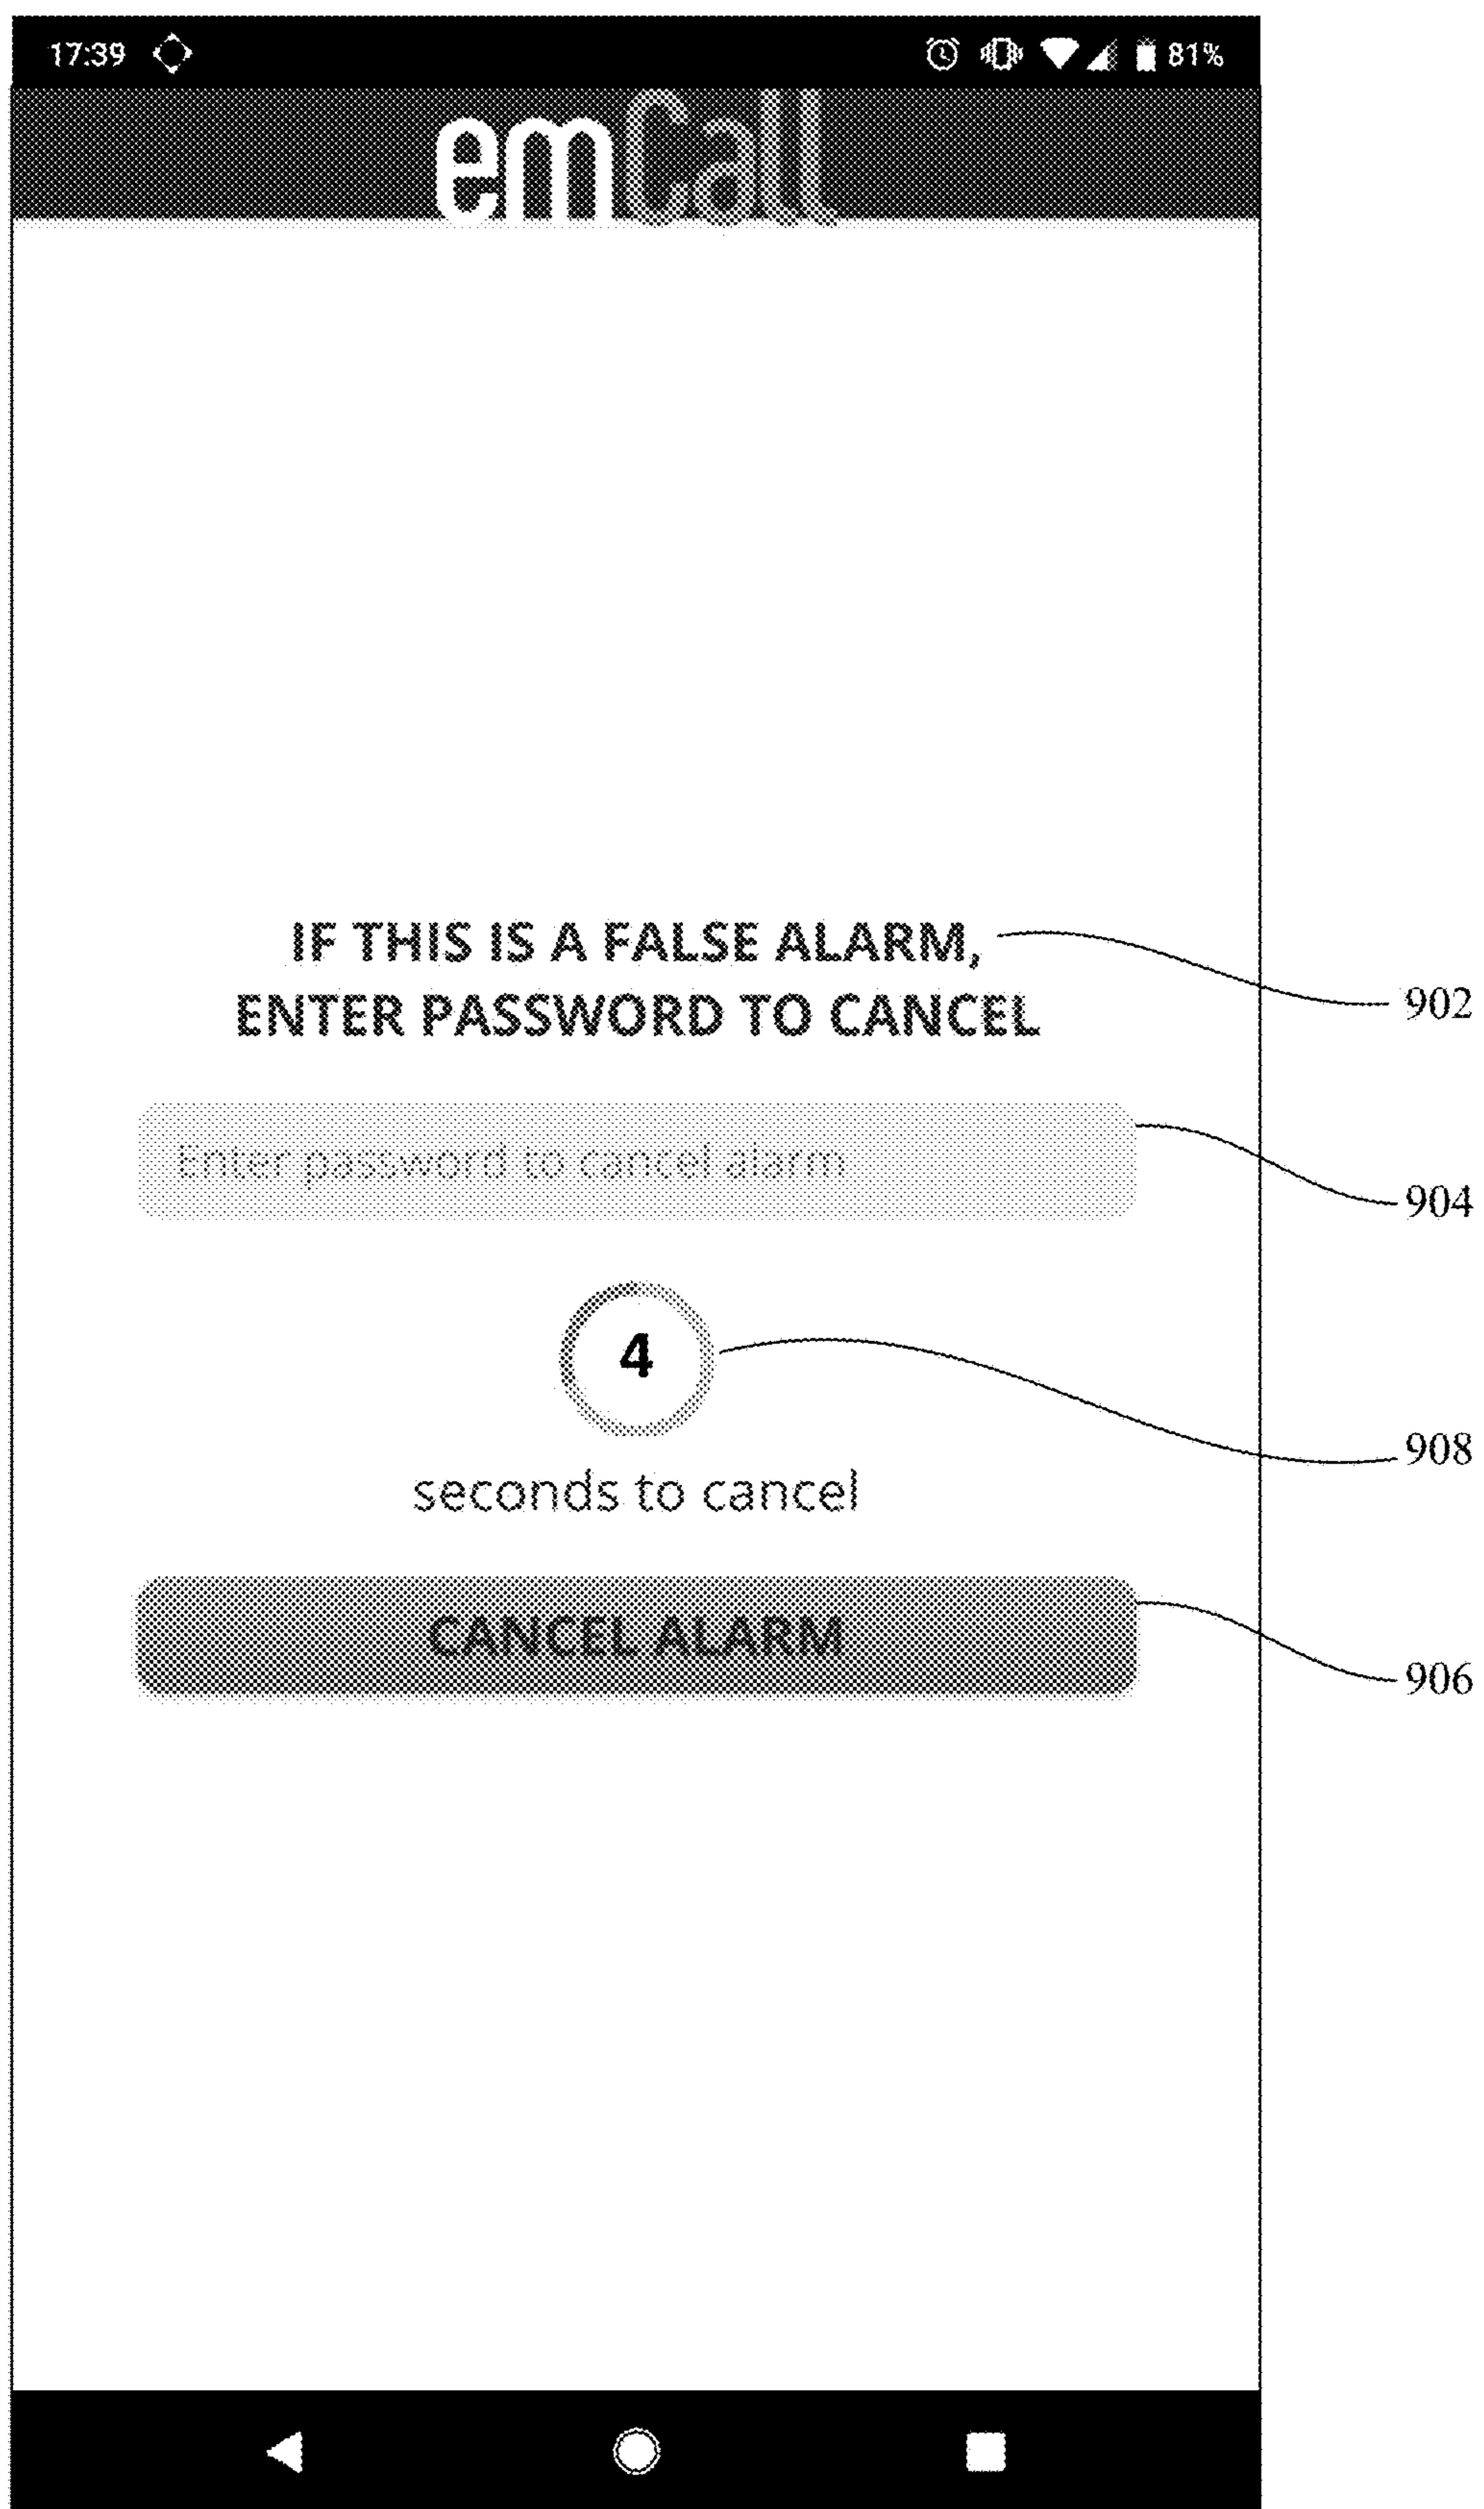 17:39 81%
emCall
IF THIS IS A FALSE ALARM,
ENTER PASSWORD TO CANCEL
902
Enter password to cancel alarm
904
4
908
seconds to cancel
CANCEL ALARM
906